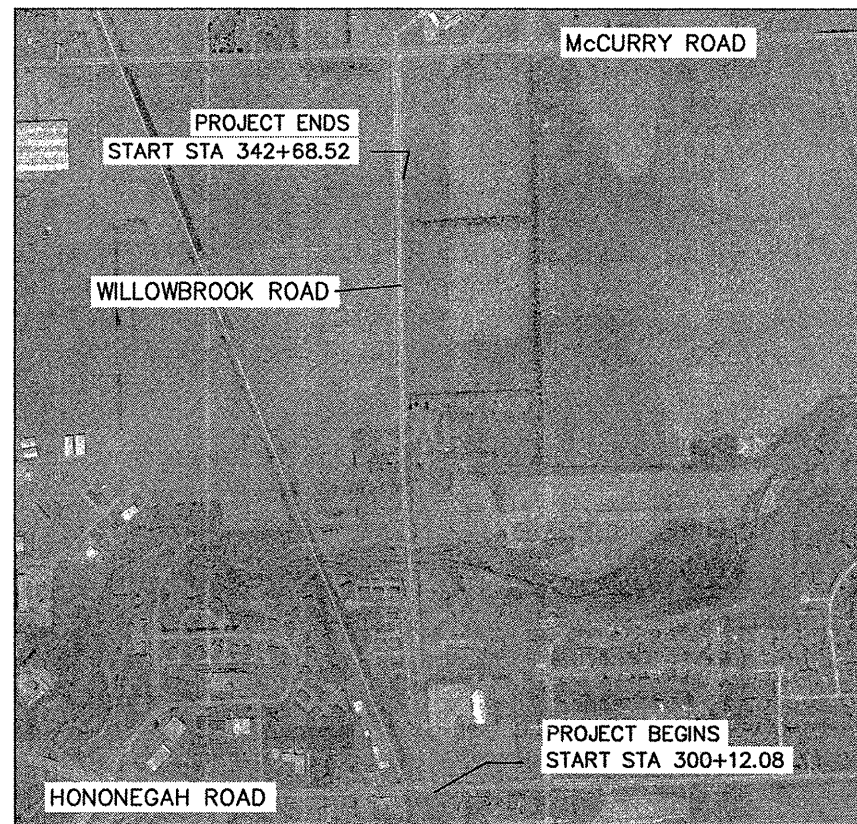 McCURRY ROAD
PROJECT ENDS
START STA 342+68.52
WILLOWBROOK ROAD
PROJECT BEGINS
START STA 300+12.08
HONONEGAH ROAD